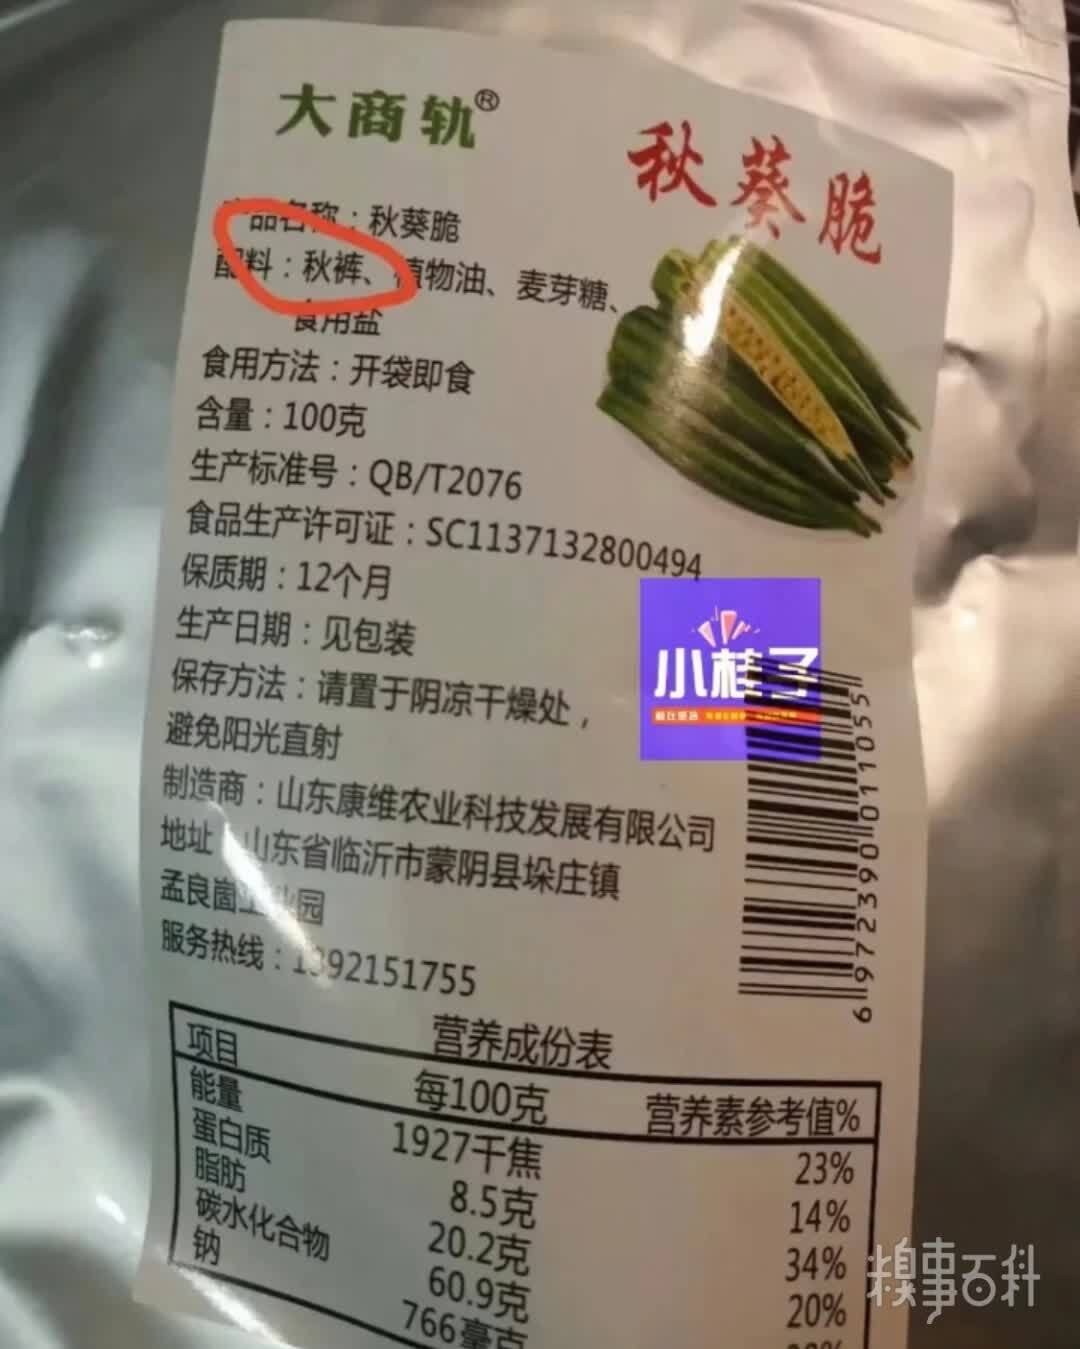 大商轨®
秋葵脆
产品名称：秋葵脆
配料：秋裤、植物油、麦芽糖、
食用盐
食用方法：开袋即食
含量：100克
生产标准号：QB/T2076
食品生产许可证：SC1137132800494
保质期：12个月
生产日期：见包装
保存方法：请置于阴凉干燥处，
避免阳光直射
制造商：山东康维农业科技发展有限公司
地址：山东省临沂市蒙阴县垛庄镇
孟良崮工业园
服务热线：1392151755
小桂子
6972390011055
营养成份表
项目 每100克 营养素参考值%
能量 1927千焦 23%
蛋白质 8.5克 14%
脂肪 20.2克 34%
碳水化合物 60.9克 20%
钠 766毫克
糗事百科